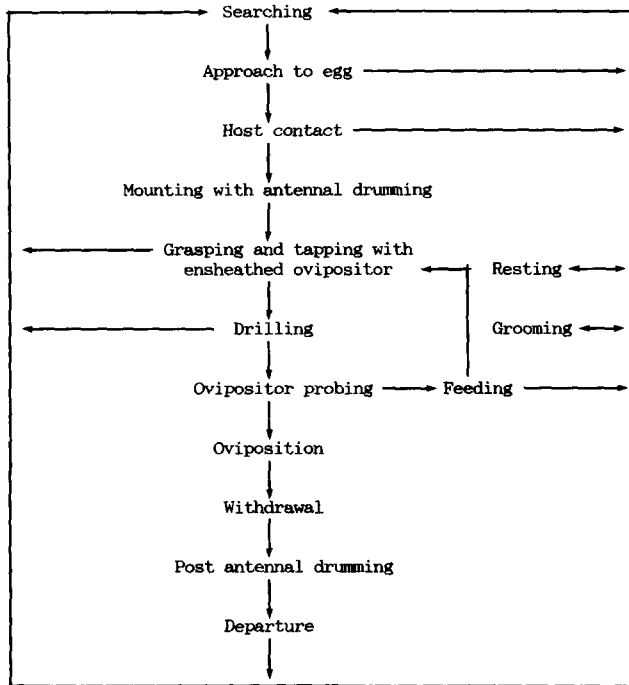 Searching
Approach to egg
Host contact
Mounting with antennal drumming
Grasping and tapping with
ensheathed ovipositor
Resting
Drilling
Grooming
Ovipositor probing
Feeding
Oviposition
Withdrawal
Post antennal drumming
Departure